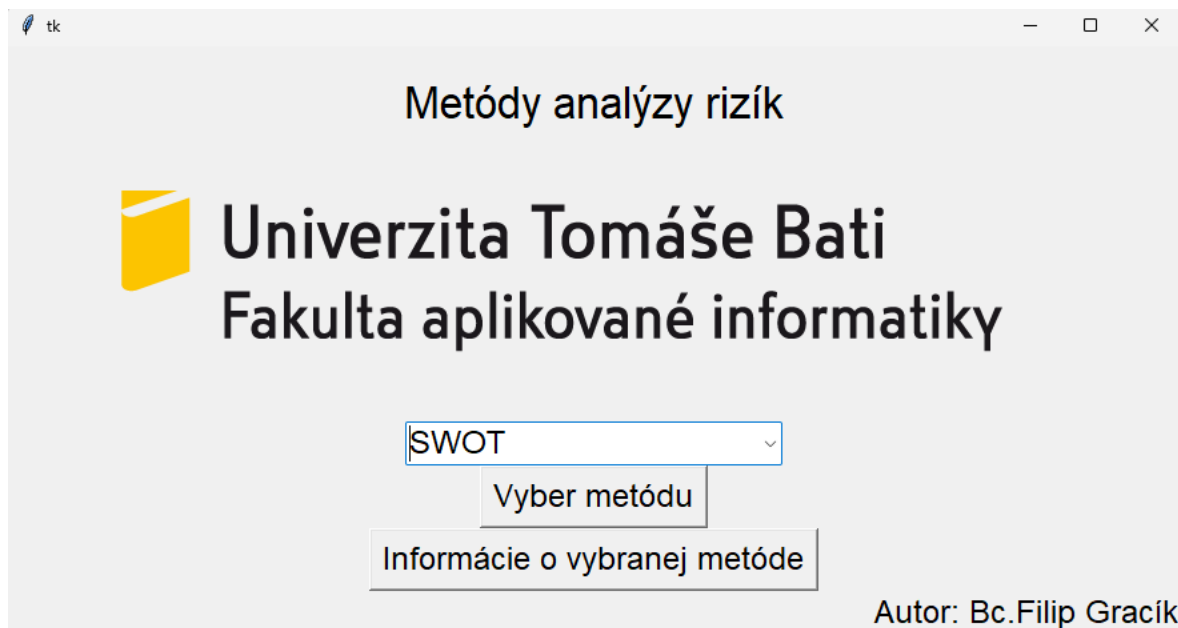 tk
Metódy analýzy rizík
Univerzita Tomáše Bati
Fakulta aplikované informatiky
SWOT
Vyber metódu
Informácie o vybranej metóde
Autor: Bc.Filip Gracík